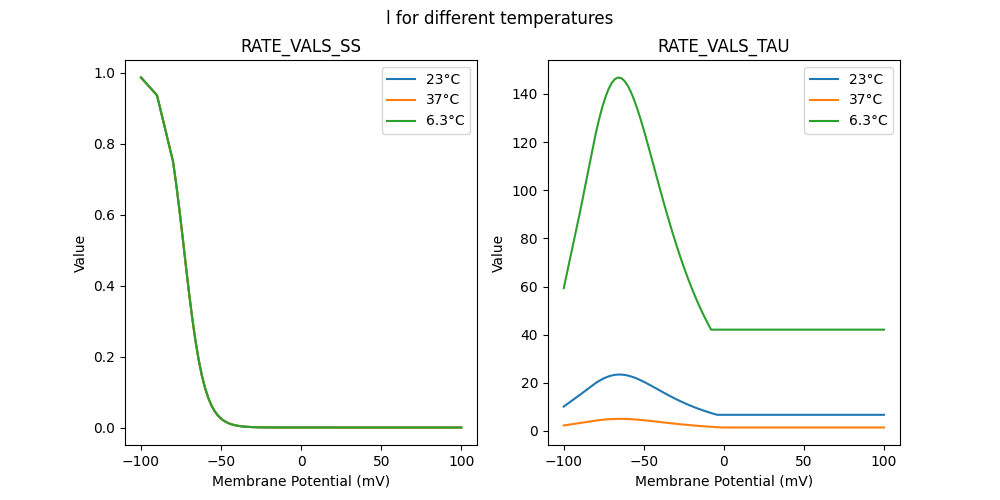 l for different temperatures
RATE_VALS_SS
RATE_VALS_TAU
Value
1.0
0.8
0.6
0.4
0.2
0.0
−100
−50
0
50
100
Membrane Potential (mV)
23°C
37°C
6.3°C
Value
140
120
100
80
60
40
20
0
−100
−50
0
50
100
Membrane Potential (mV)
23°C
37°C
6.3°C